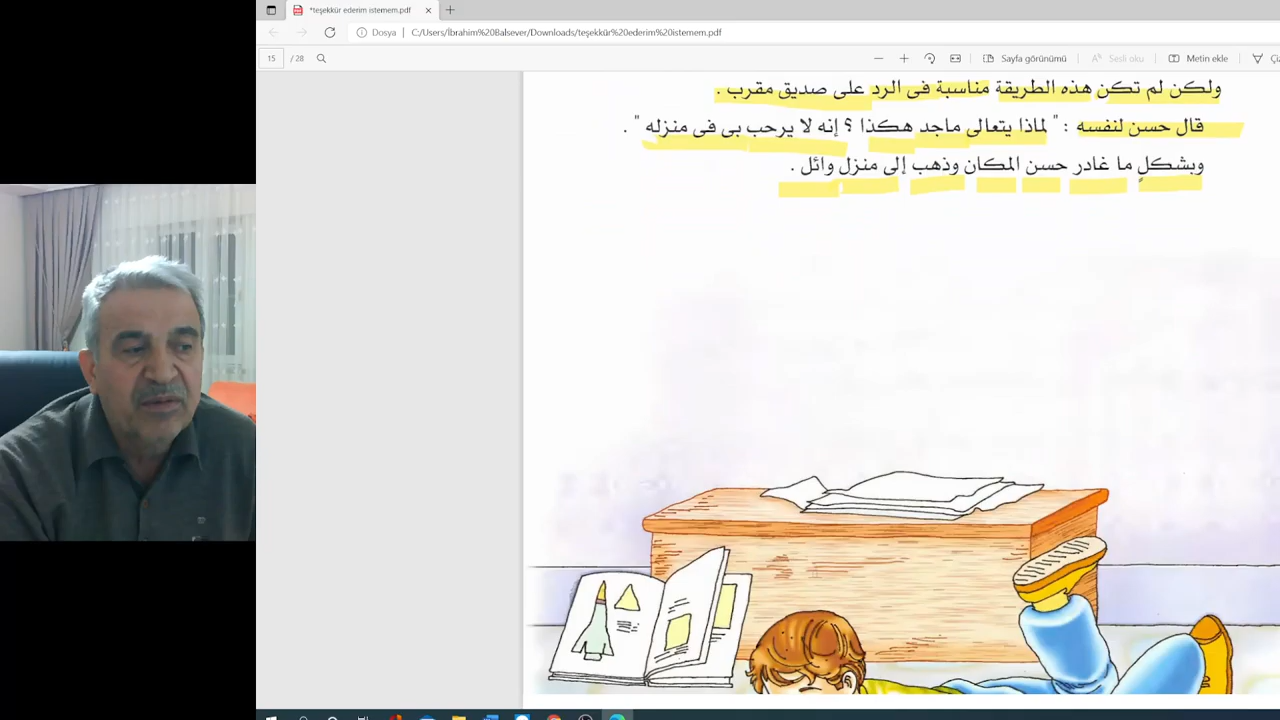 *teşekkür ederim istemem.pdf
Dosya
C:/Users/İbrahim%20Balsever/Downloads/teşekkür%20ederim%20istemem.pdf
15 / 28
Sayfa görünümü
Sesli oku
Metin ekle
ولكن لم تكن هذه الطريقة مناسبة فى الرد على صديق مقرب .
قال حسن لنفسه : " لماذا يتعالى ماجد هكذا ؟ إنه لا يرحب بى فى منزله " .
وبشكلٍ ما غادر حسن المكان وذهب إلى منزل وائل .